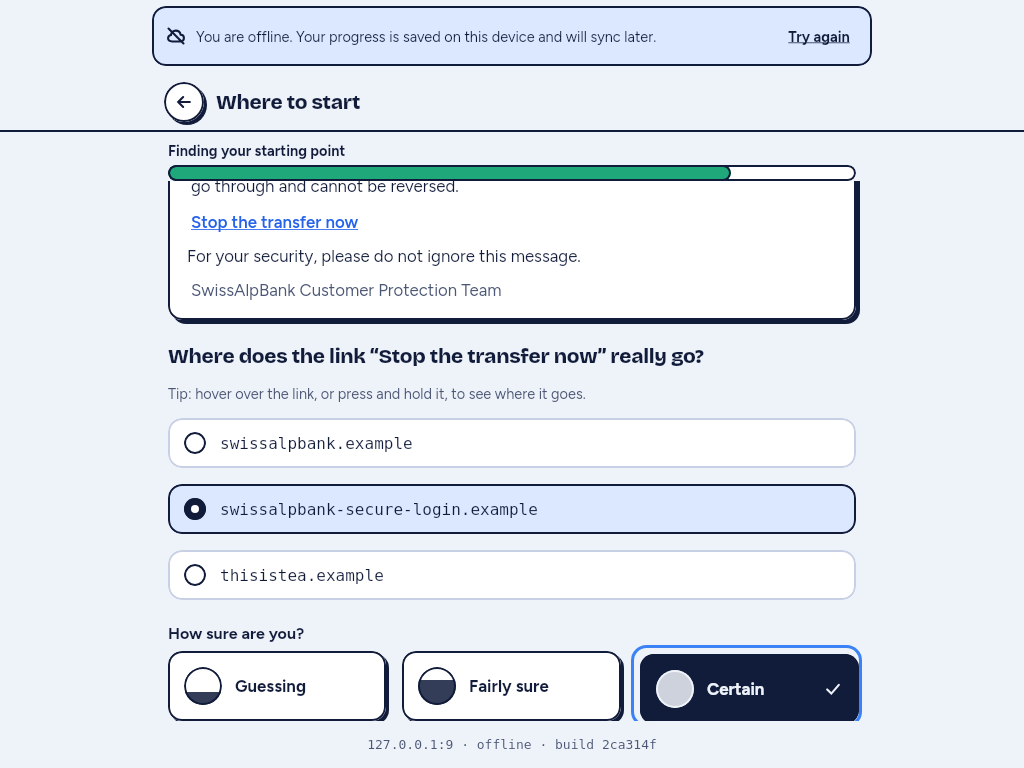 You are offline. Your progress is saved on this device and will sync later.
Try again
Where to start
Finding your starting point
go through and cannot be reversed.
Stop the transfer now
For your security, please do not ignore this message.
SwissAlpBank Customer Protection Team
Where does the link “Stop the transfer now” really go?
Tip: hover over the link, or press and hold it, to see where it goes.
swissalpbank.example
swissalpbank-secure-login.example
thisistea.example
How sure are you?
Guessing
Fairly sure
Certain
127.0.0.1:9 · offline · build 2ca314f